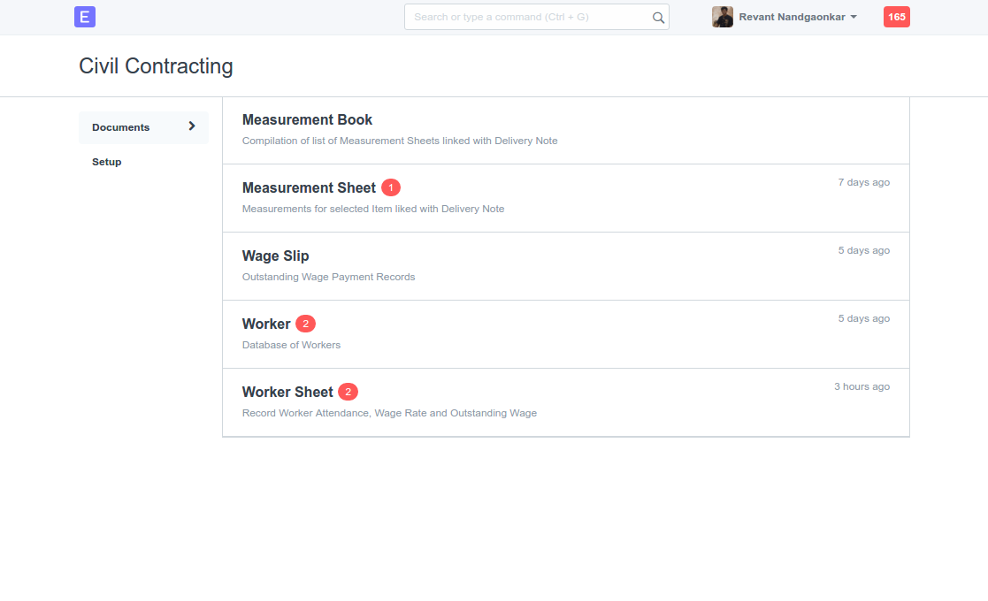 E
Search or type a command (Ctrl + G)
Revant Nandgaonkar
165
Civil Contracting
Documents
Setup
Measurement Book
Compilation of list of Measurement Sheets linked with Delivery Note
Measurement Sheet 1
7 days ago
Measurements for selected Item liked with Delivery Note
Wage Slip
5 days ago
Outstanding Wage Payment Records
Worker 2
5 days ago
Database of Workers
Worker Sheet 2
3 hours ago
Record Worker Attendance, Wage Rate and Outstanding Wage